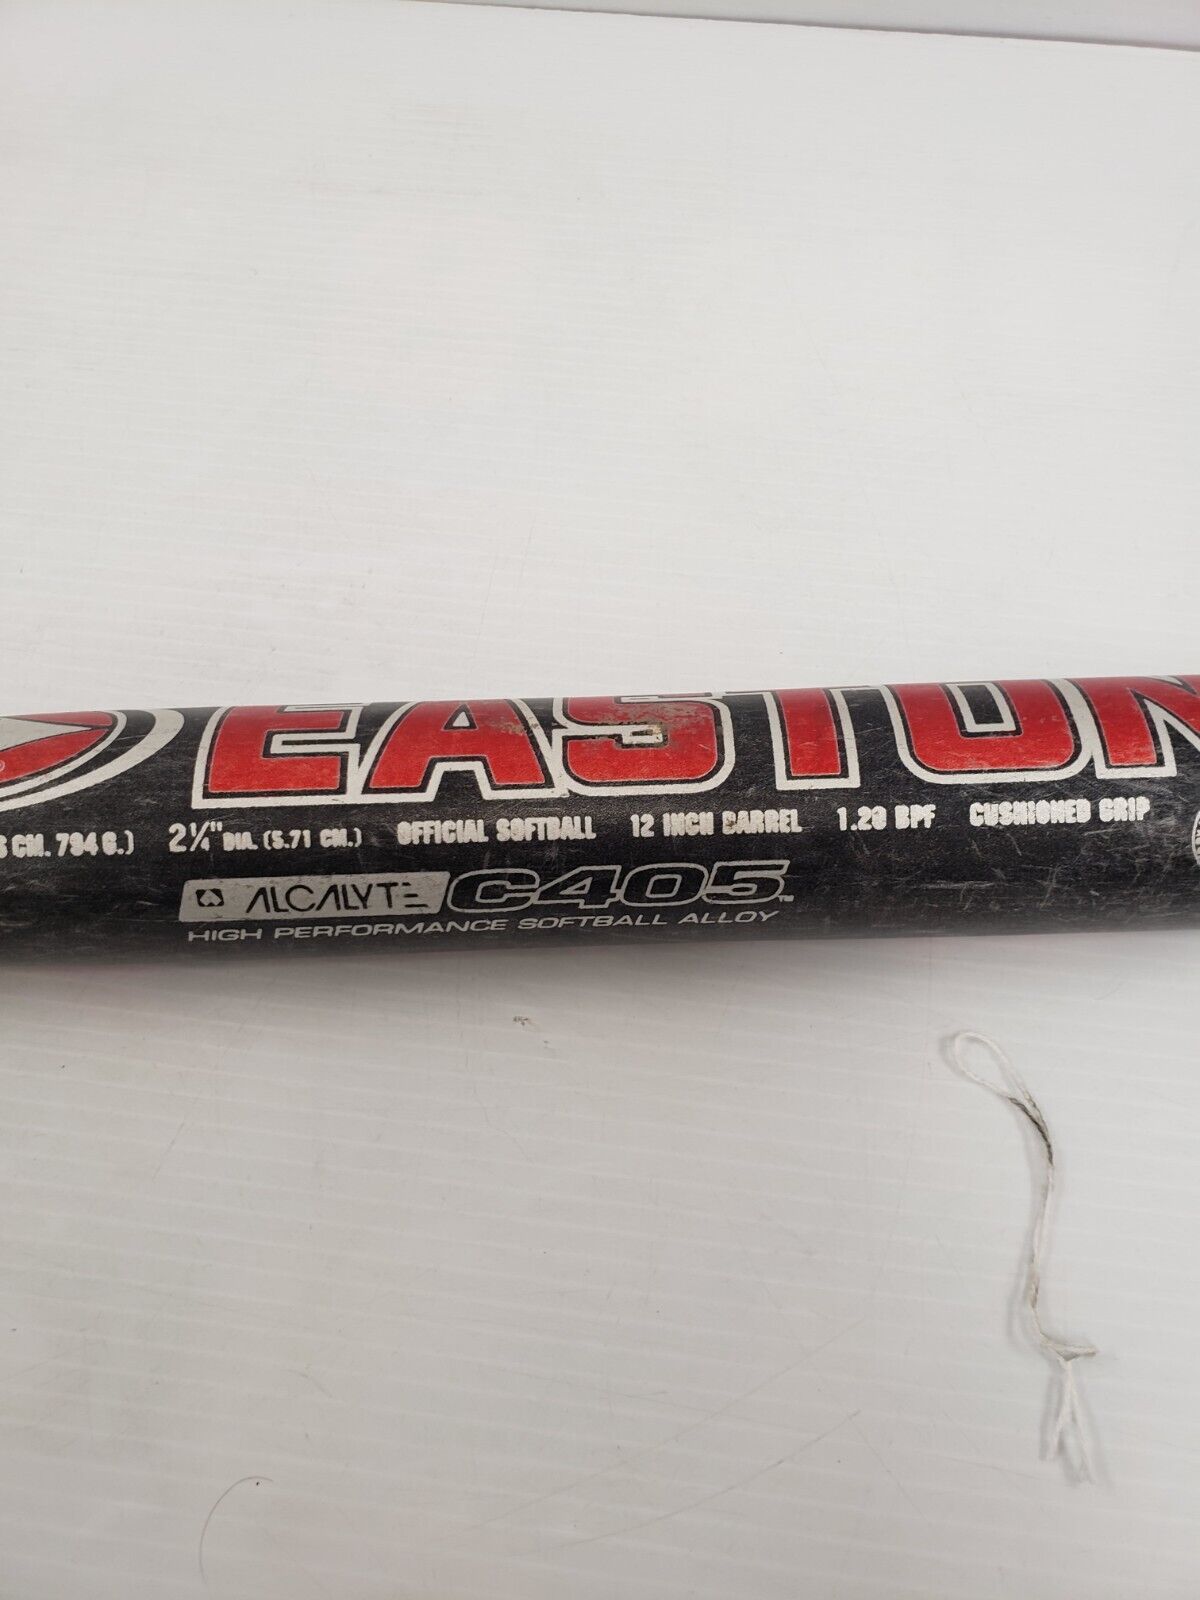 EASTON
CM. 794 G.) 2¼" DIA. (5.71 CM.) OFFICIAL SOFTBALL 12 INCH BARREL 1.20 BPF CUSHIONED GRIP
ALCALYTE C405™
HIGH PERFORMANCE SOFTBALL ALLOY